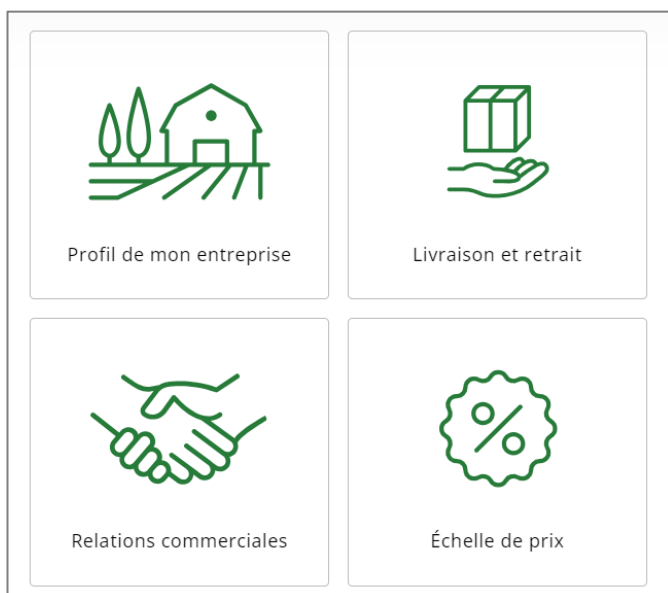 Profil de mon entreprise
Livraison et retrait
Relations commerciales
Échelle de prix